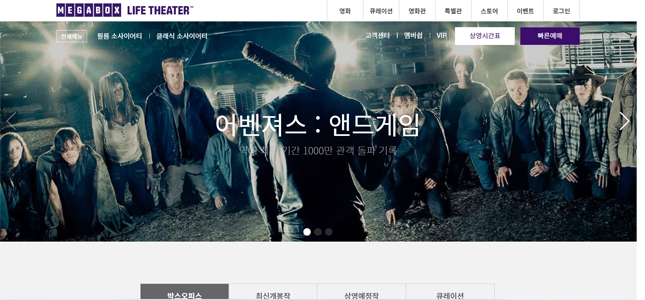 MEGABOX LIFE THEATER™
영화 큐레이션 영화관 특별관 스토어 이벤트 로그인
전체메뉴 필름 소사이어티 | 클래식 소사이어티
고객센터 | 멤버쉽 | VIP 상영시간표 빠른예매
어벤져스 : 앤드게임
기간 1000만 관객 돌파 기록
박스오피스 최신개봉작 상영예정작 큐레이션